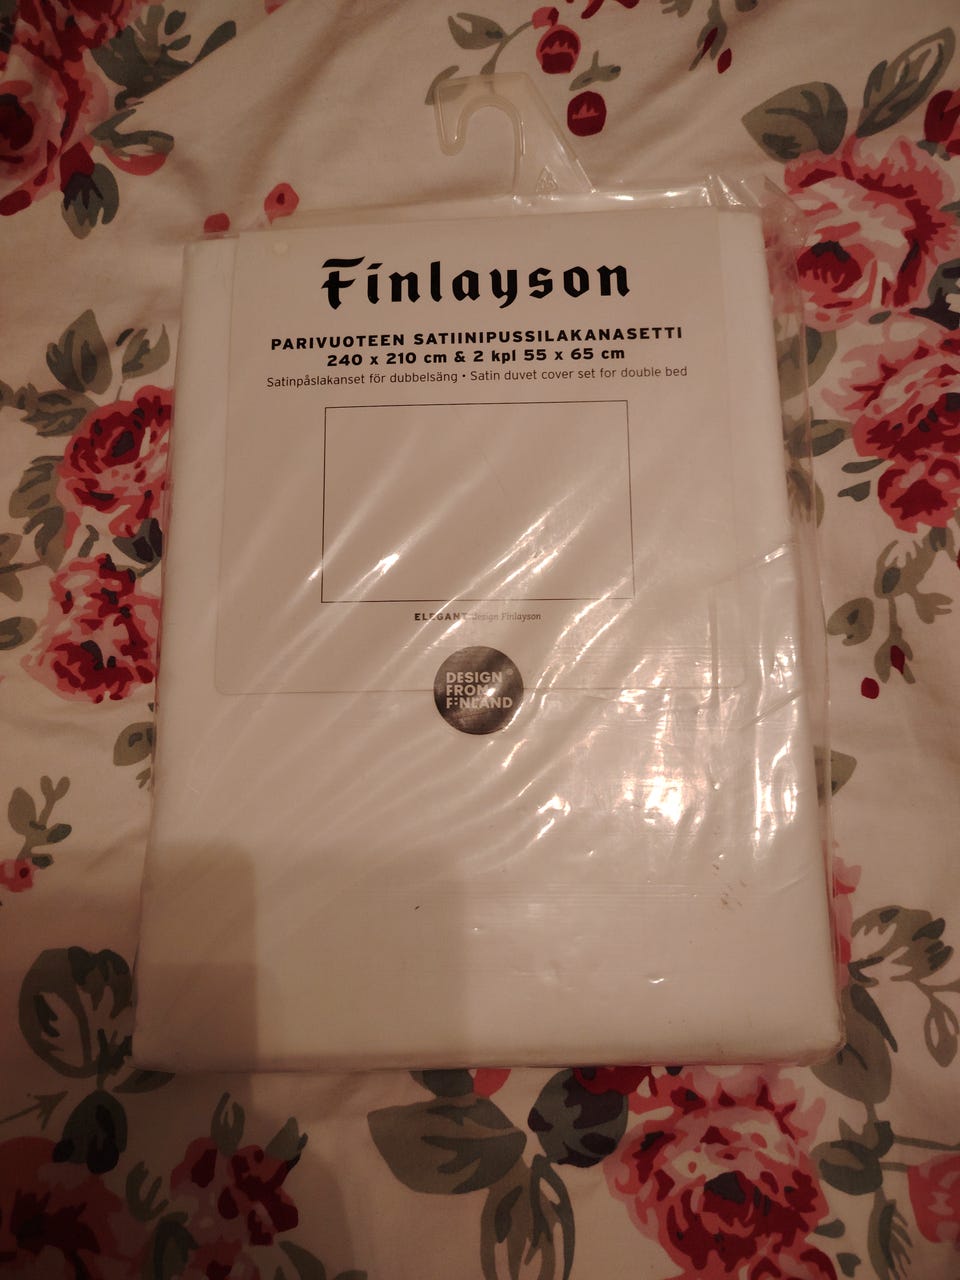 Finlayson
PARIVUOTEEN SATIINIPUSSILAKANASETTI
240 x 210 cm & 2 kpl 55 x 65 cm
Satinpåslakanset för dubbelsäng • Satin duvet cover set for double bed
ELEGANT design Finlayson
DESIGN
FROM
FINLAND